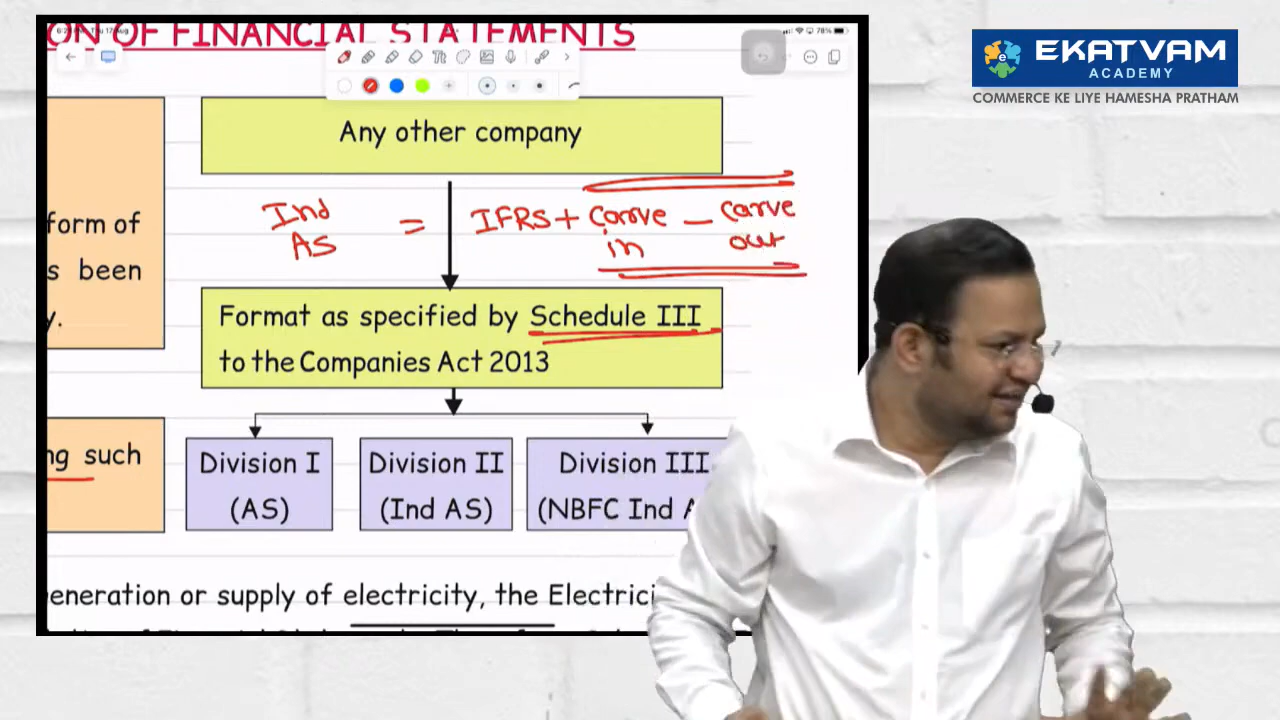 ON OF FINANCIAL STATEMENTS
78%
EKATVAM
ACADEMY
COMMERCE KE LIYE HAMESHA PRATHAM
Any other company
form of
s been
y.
Ind
AS
= IFRS + carve in – carve out
Format as specified by Schedule III
to the Companies Act 2013
ng such
Division I
(AS)
Division II
(Ind AS)
Division III
(NBFC Ind A
eneration or supply of electricity, the Electrici